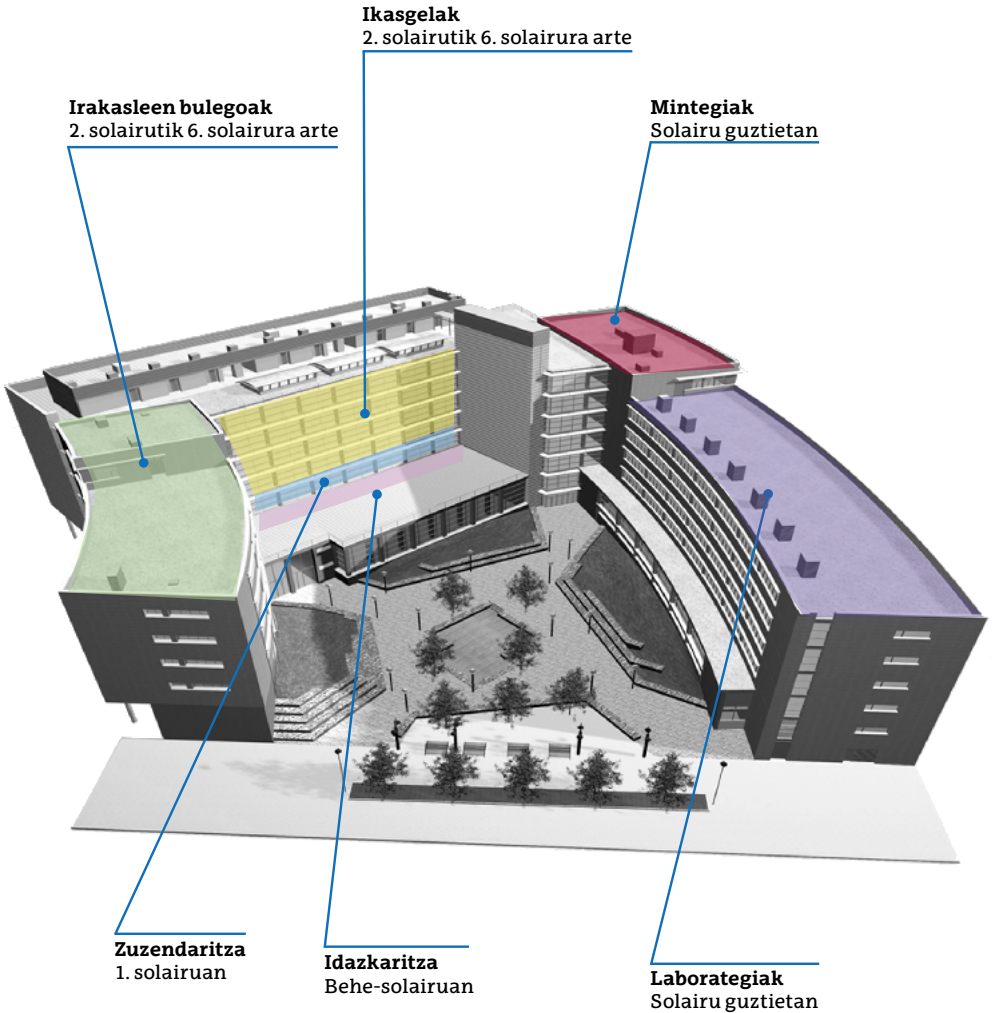 Ikasgelak
2. solairutik 6. solairura arte
Irakasleen bulegoak
2. solairutik 6. solairura arte
Mintegiak
Solairu guztietan
Zuzendaritza
1. solairuan
Idazkaritza
Behe-solairuan
Laborategiak
Solairu guztietan